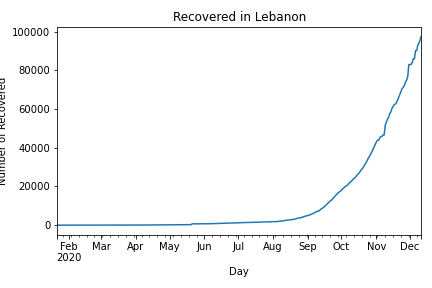 Recovered in Lebanon
Number of Recovered
100000
80000
60000
40000
20000
0
Feb Mar Apr May Jun Jul Aug Sep Oct Nov Dec
2020
Day